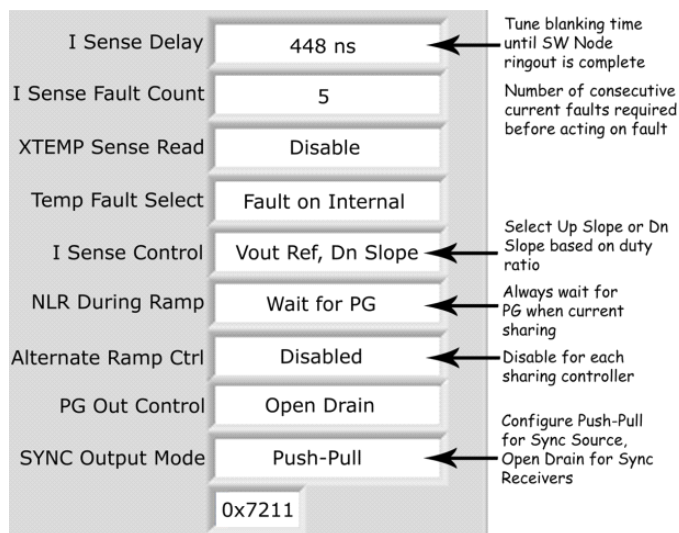 I Sense Delay
448 ns
Tune blanking time
until SW Node
ringout is complete
I Sense Fault Count
5
Number of consecutive
current faults required
before acting on fault
XTEMP Sense Read
Disable
Temp Fault Select
Fault on Internal
I Sense Control
Vout Ref, Dn Slope
Select Up Slope or Dn
Slope based on duty
ratio
NLR During Ramp
Wait for PG
Always wait for
PG when current
sharing
Alternate Ramp Ctrl
Disabled
Disable for each
sharing controller
PG Out Control
Open Drain
SYNC Output Mode
Push-Pull
Configure Push-Pull
for Sync Source,
Open Drain for Sync
Receivers
0x7211